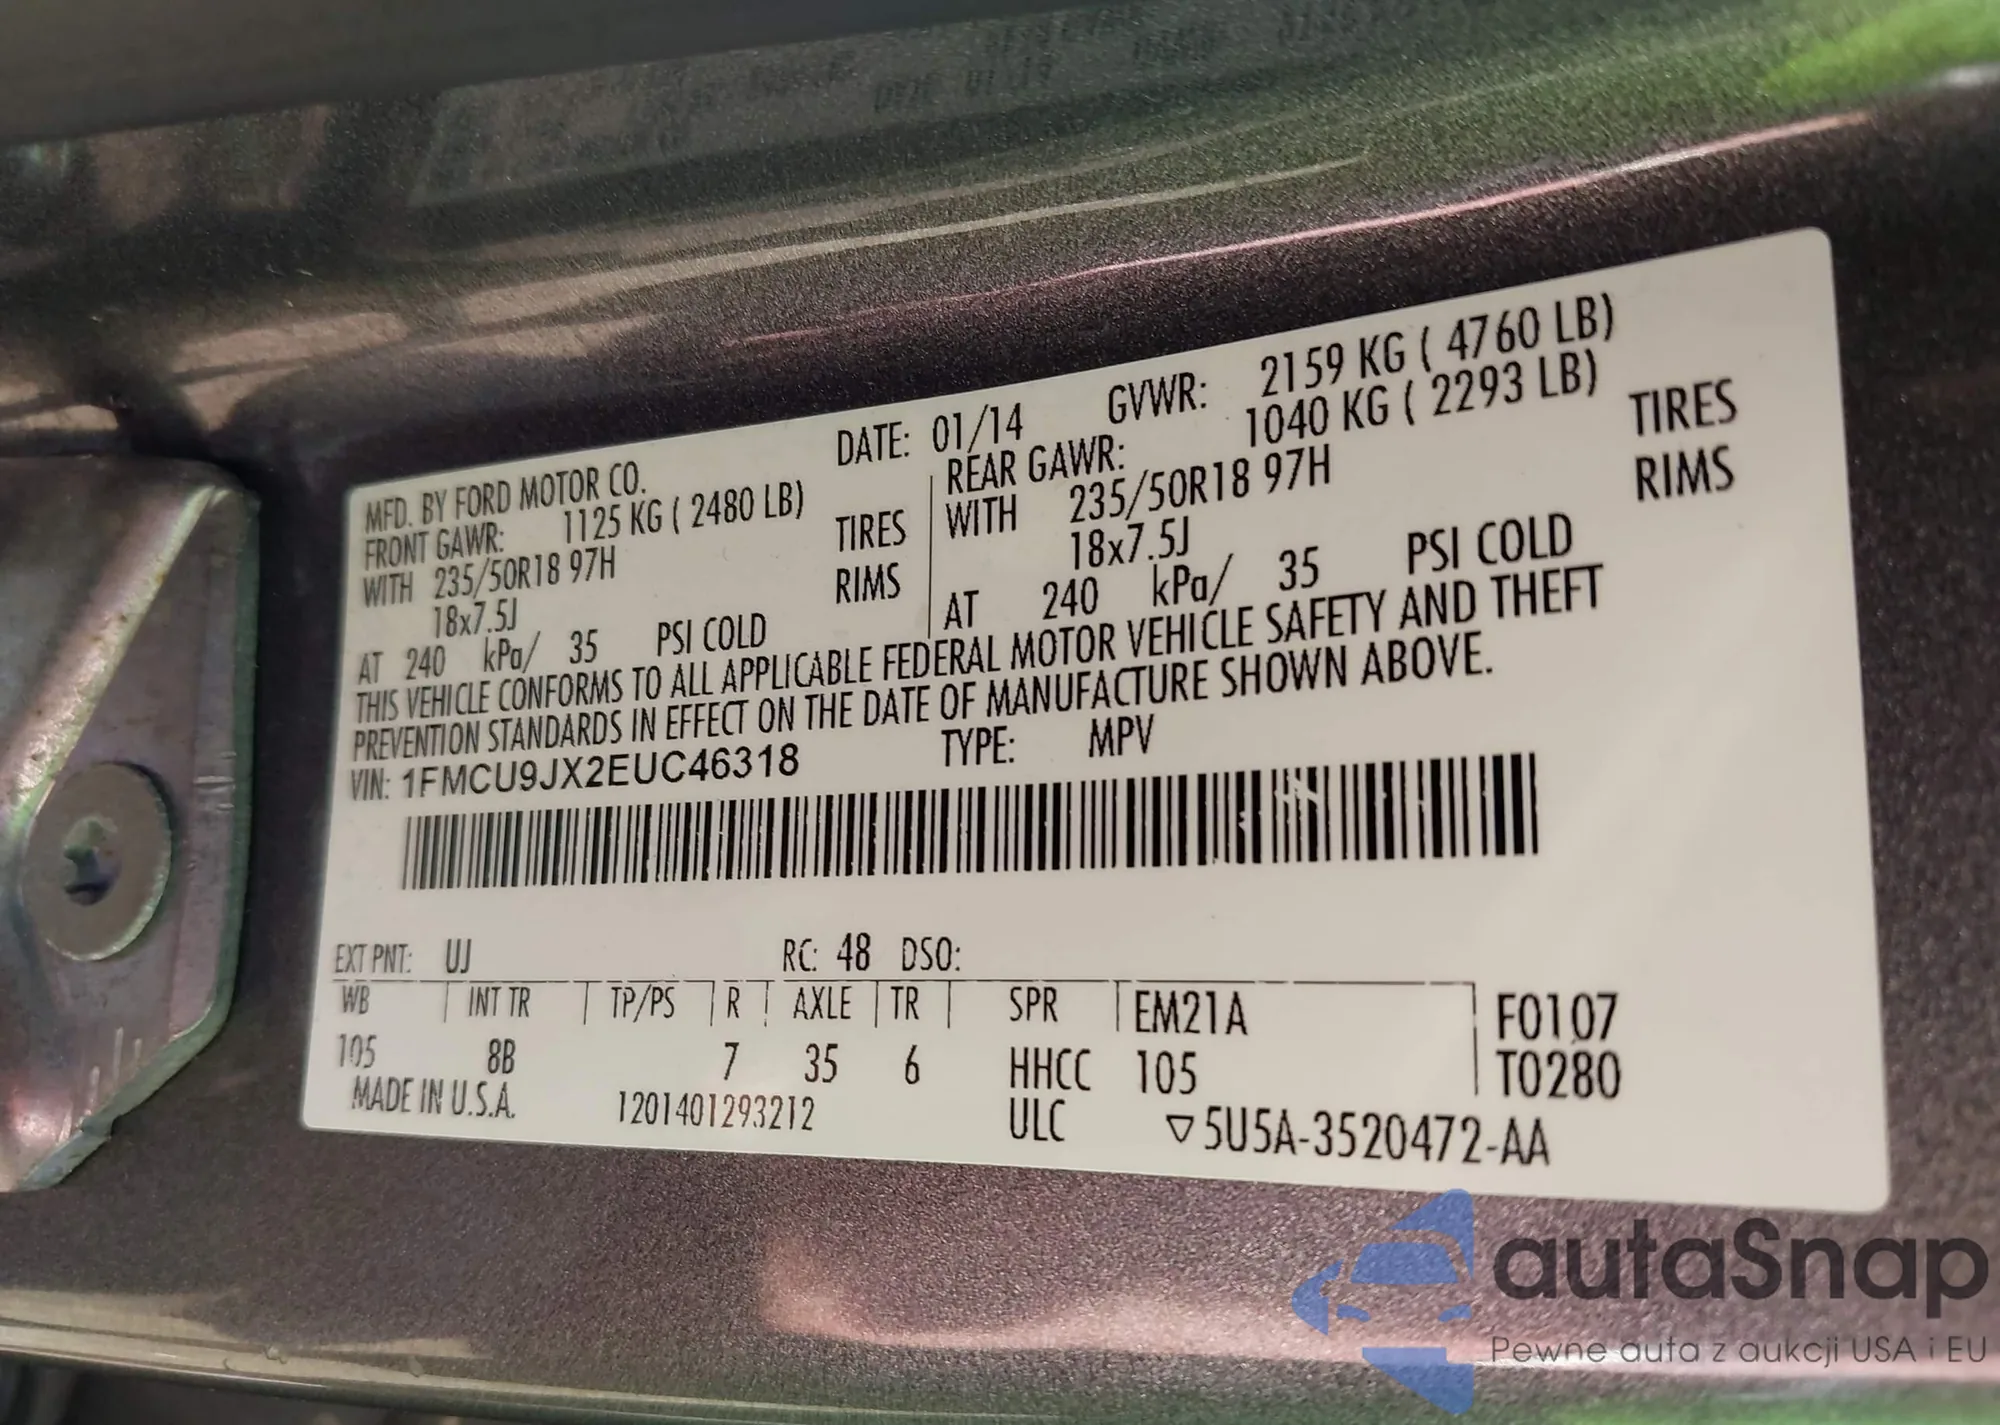 MFD. BY FORD MOTOR CO. DATE: 01/14 GVWR: 2159 KG ( 4760 LB)
FRONT GAWR: 1125 KG ( 2480 LB) REAR GAWR: 1040 KG ( 2293 LB)
WITH 235/50R18 97H TIRES WITH 235/50R18 97H TIRES
18x7.5J RIMS 18x7.5J RIMS
AT 240 kPa/ 35 PSI COLD AT 240 kPa/ 35 PSI COLD
THIS VEHICLE CONFORMS TO ALL APPLICABLE FEDERAL MOTOR VEHICLE SAFETY AND THEFT
PREVENTION STANDARDS IN EFFECT ON THE DATE OF MANUFACTURE SHOWN ABOVE.
VIN: 1FMCU9JX2EUC46318 TYPE: MPV
EXT PNT: UJ RC: 48 DSO:
WB INT TR TP/PS R AXLE TR SPR EM21A F0107
105 8B 7 35 6 HHCC 105 T0280
MADE IN U.S.A. 1201401293212 ULC ▽5U5A-3520472-AA
autaSnap
Pewne auta z aukcji USA i EU